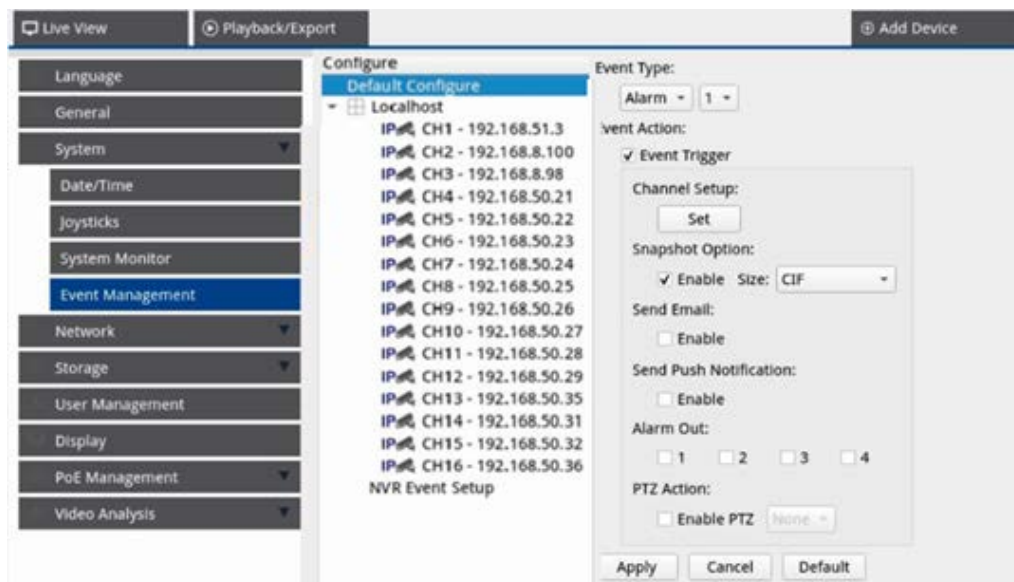 Live View
Playback/Export
Add Device
Language
General
System
Date/Time
Joysticks
System Monitor
Event Management
Network
Storage
User Management
Display
PoE Management
Video Analysis
Configure
Default Configure
Localhost
IP CH1 - 192.168.51.3
IP CH2 - 192.168.8.100
IP CH3 - 192.168.8.98
IP CH4 - 192.168.50.21
IP CH5 - 192.168.50.22
IP CH6 - 192.168.50.23
IP CH7 - 192.168.50.24
IP CH8 - 192.168.50.25
IP CH9 - 192.168.50.26
IP CH10 - 192.168.50.27
IP CH11 - 192.168.50.28
IP CH12 - 192.168.50.29
IP CH13 - 192.168.50.35
IP CH14 - 192.168.50.31
IP CH15 - 192.168.50.32
IP CH16 - 192.168.50.36
NVR Event Setup
Event Type:
Alarm 1
vent Action:
Event Trigger
Channel Setup:
Set
Snapshot Option:
Enable Size: CIF
Send Email:
Enable
Send Push Notification:
Enable
Alarm Out:
1 2 3 4
PTZ Action:
Enable PTZ None
Apply Cancel Default